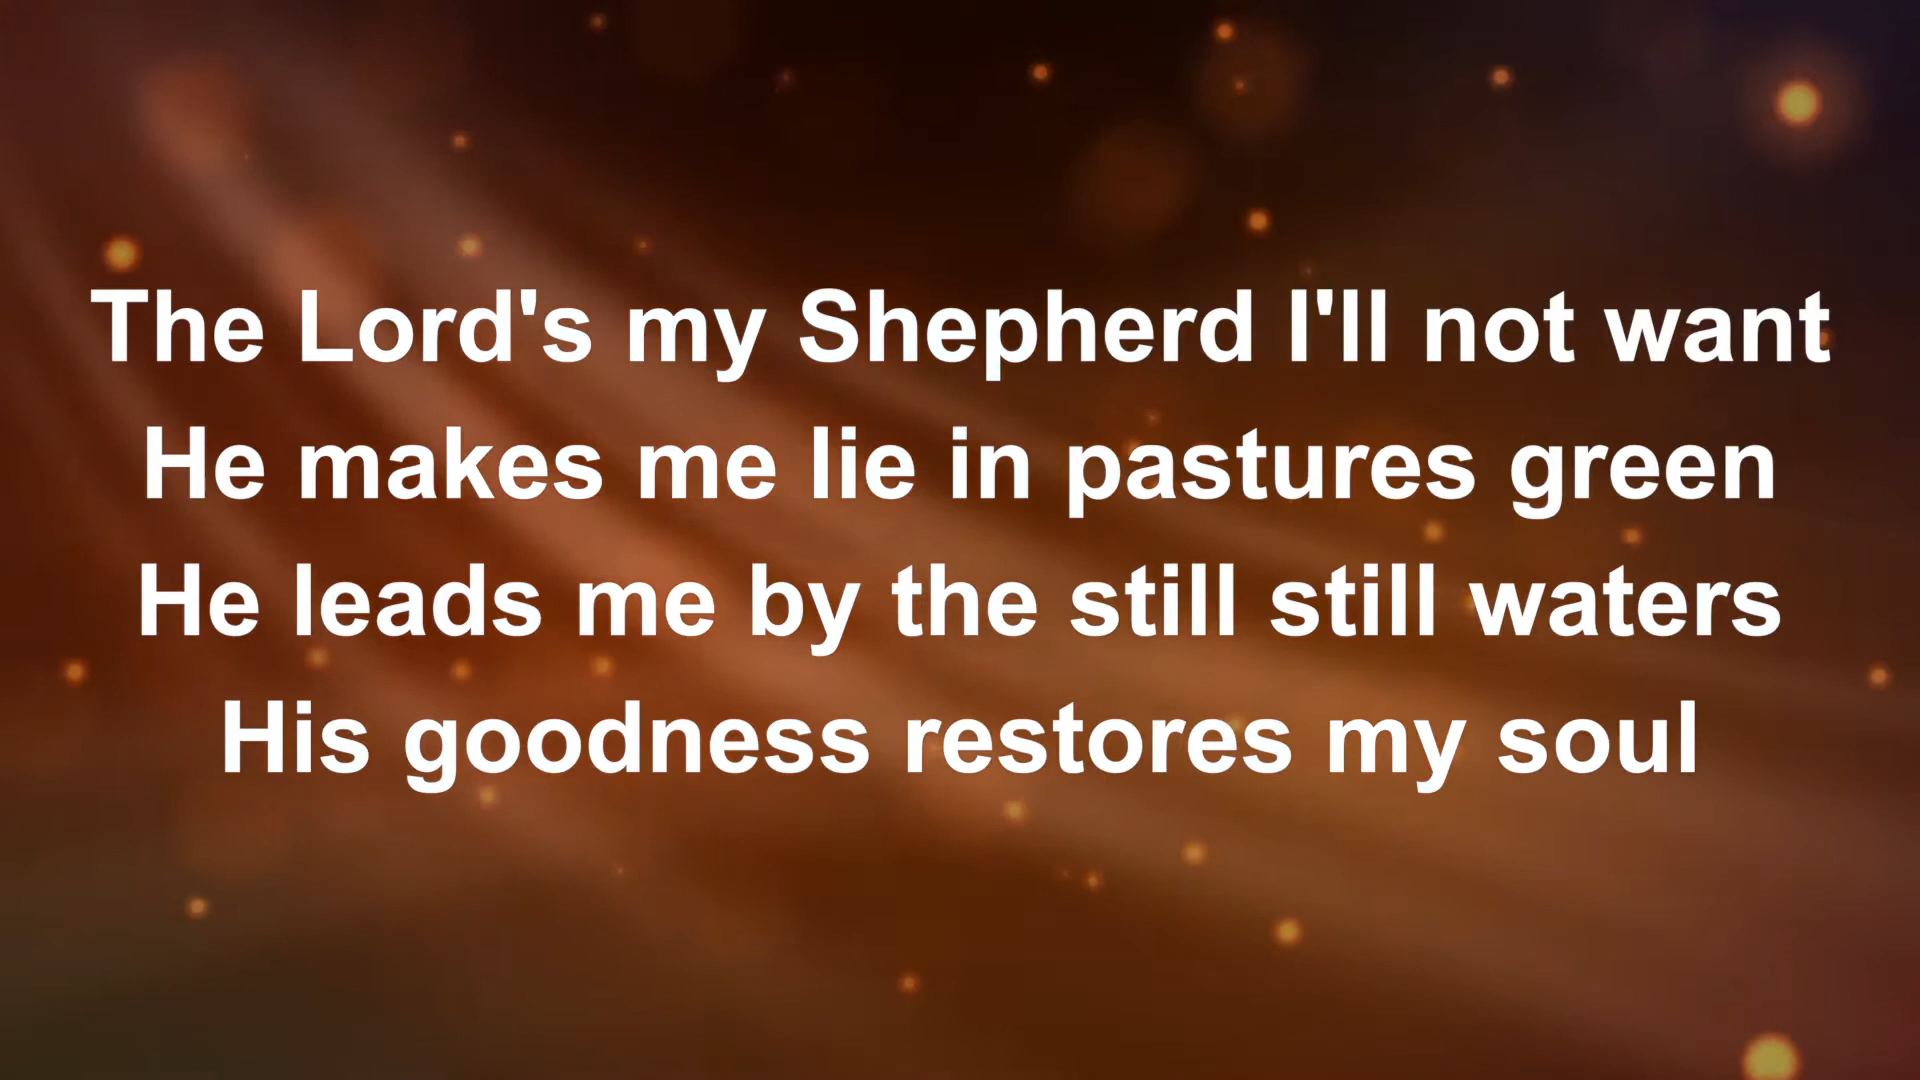 The Lord's my Shepherd I'll not want
He makes me lie in pastures green
He leads me by the still still waters
His goodness restores my soul